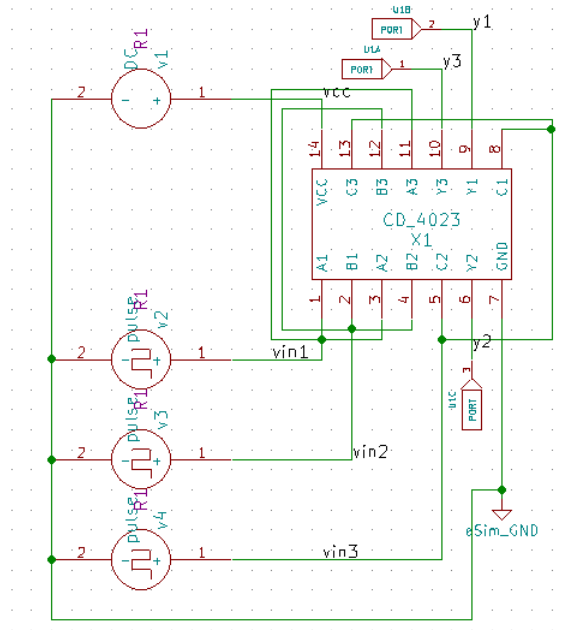 U1B
PORT
2
y1
U1A
PORT
1
y3
R1
DC
v1
2
-
+
1
vcc
14
13
12
11
10
9
8
VCC
C3
B3
A3
Y3
Y1
C1
CD_4023
X1
A1
B1
A2
B2
C2
Y2
GND
1
2
3
4
5
6
7
R1
pulse
v2
2
-
+
1
vin1
y2
3
U1C
PORT
R1
pulse
v3
2
-
+
1
vin2
R1
pulse
v4
2
-
+
1
vin3
eSim_GND